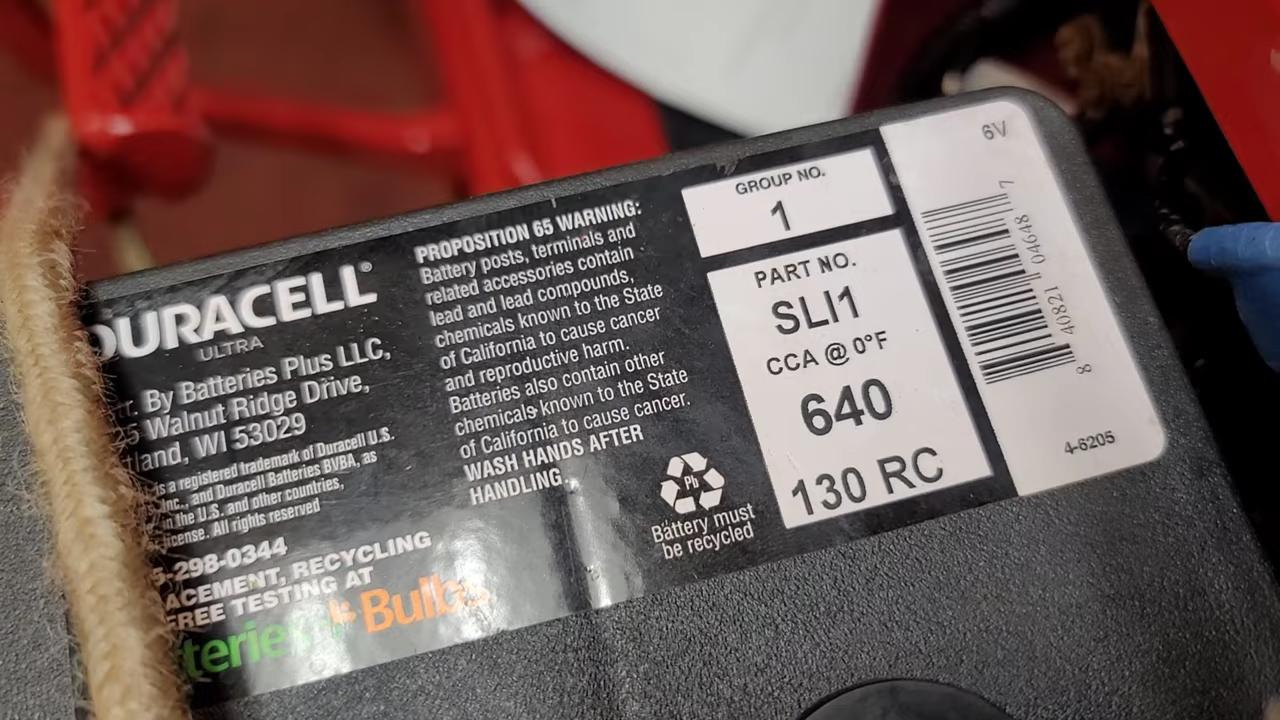 DURACELL®
ULTRA
By Batteries Plus LLC,
Walnut Ridge Drive,
WI 53029
is a registered trademark of Duracell U.S.
Inc., and Duracell Batteries BVBA, as
in the U.S. and other countries,
license. All rights reserved
-298-0344
RECYCLING
FREE TESTING AT
Bulbs
PROPOSITION 65 WARNING:
Battery posts, terminals and
related accessories contain
lead and lead compounds,
chemicals known to the State
of California to cause cancer
and reproductive harm.
Batteries also contain other
chemicals known to the State
of California to cause cancer.
WASH HANDS AFTER
HANDLING.
Pb
Battery must
be recycled
GROUP NO.
1
PART NO.
SLI1
CCA @ 0°F
640
130 RC
6V
8 40821 04648 7
4-6205